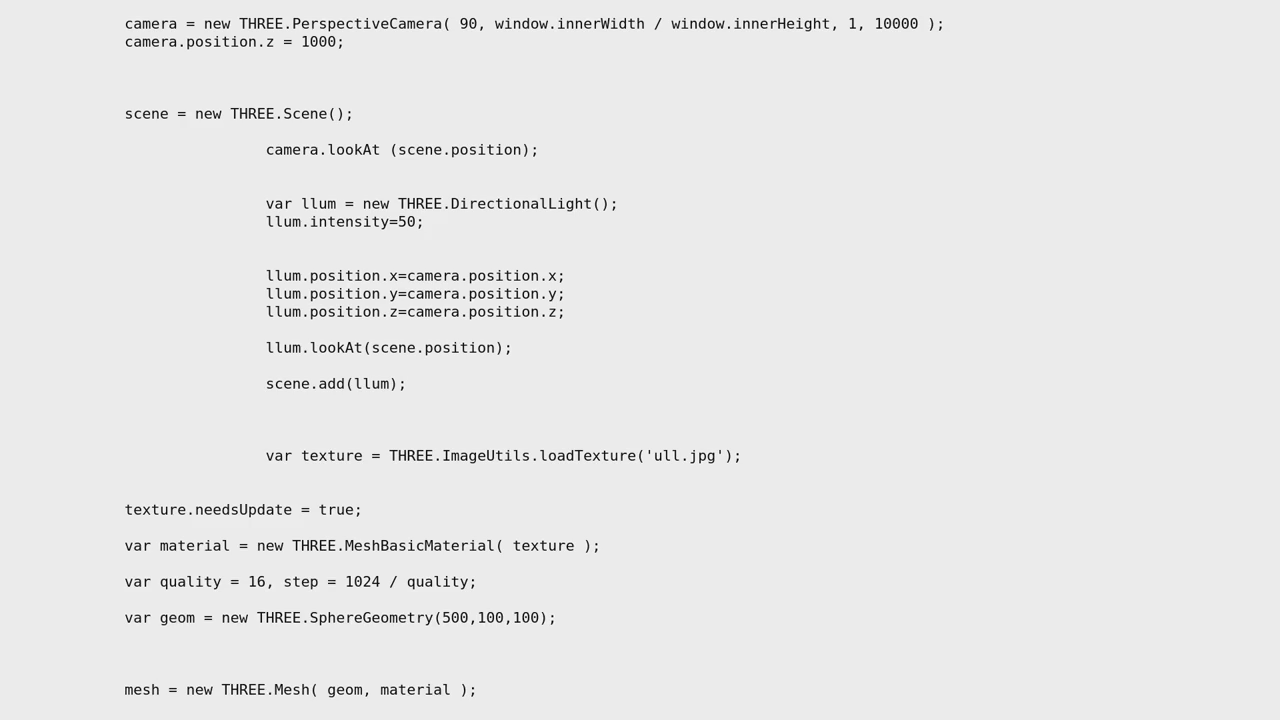 camera = new THREE.PerspectiveCamera( 90, window.innerWidth / window.innerHeight, 1, 10000 );
camera.position.z = 1000;
scene = new THREE.Scene();
camera.lookAt (scene.position);
var llum = new THREE.DirectionalLight();
llum.intensity=50;
llum.position.x=camera.position.x;
llum.position.y=camera.position.y;
llum.position.z=camera.position.z;
llum.lookAt(scene.position);
scene.add(llum);
var texture = THREE.ImageUtils.loadTexture('ull.jpg');
texture.needsUpdate = true;
var material = new THREE.MeshBasicMaterial( texture );
var quality = 16, step = 1024 / quality;
var geom = new THREE.SphereGeometry(500,100,100);
mesh = new THREE.Mesh( geom, material );